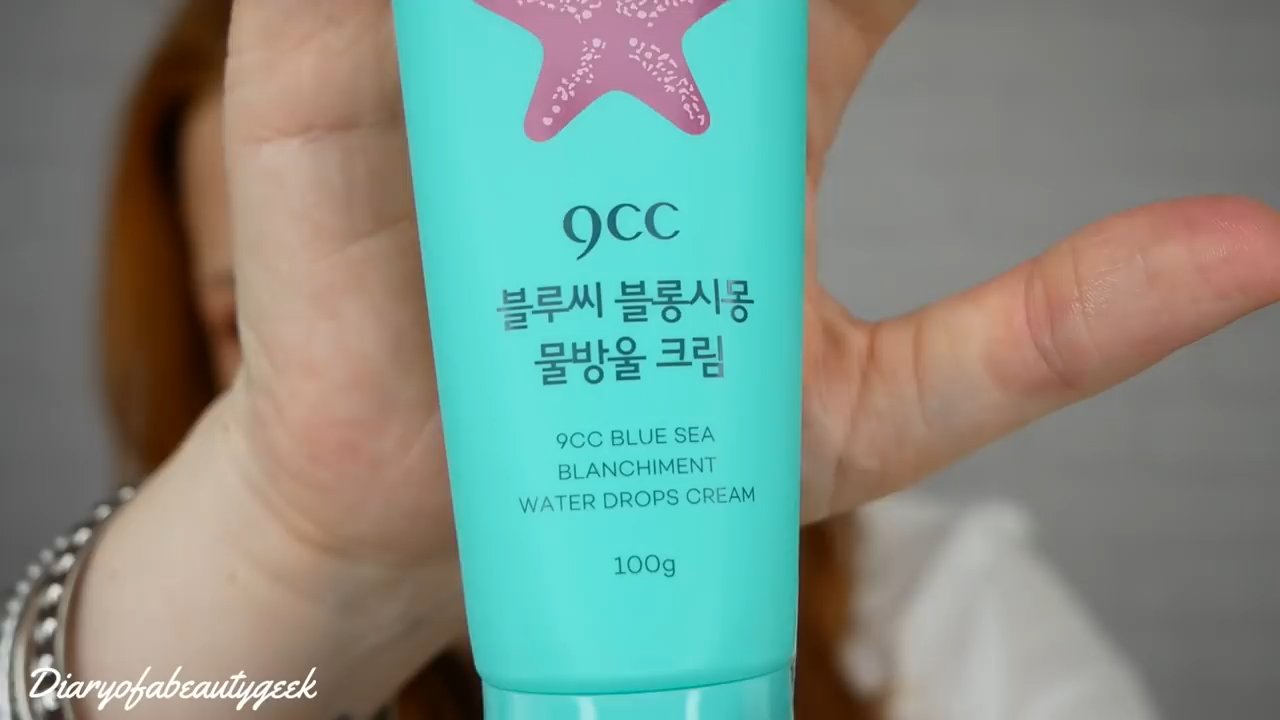 9CC
블루씨 블롱시몽
물방울 크림
9CC BLUE SEA
BLANCHIMENT
WATER DROPS CREAM
100g
Diaryofabeautygeek